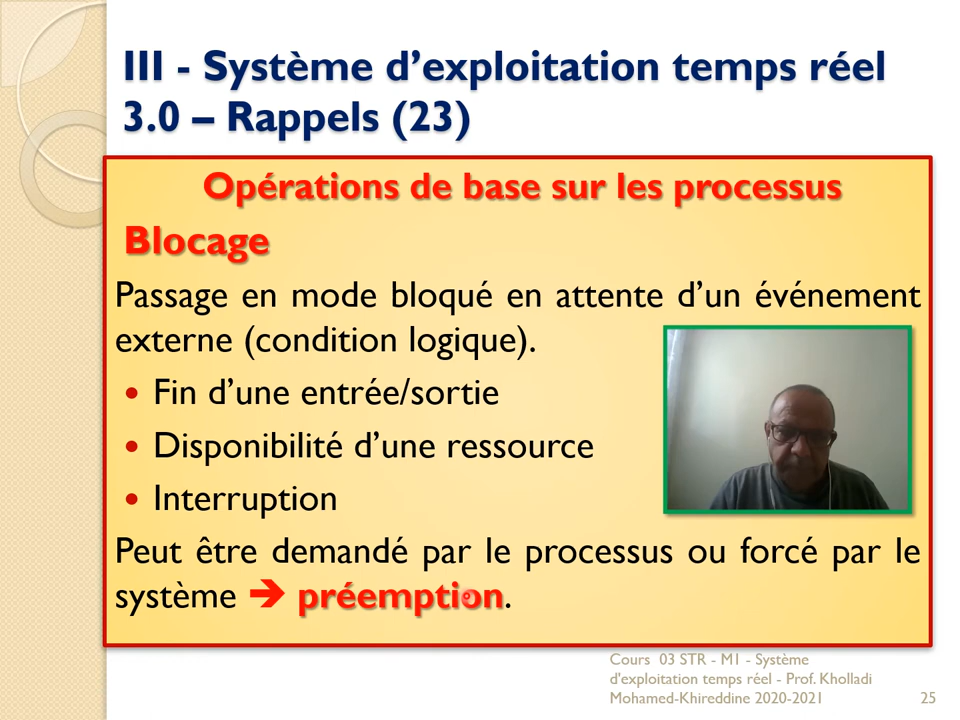 III - Système d’exploitation temps réel
3.0 – Rappels (23)
Opérations de base sur les processus
Blocage
Passage en mode bloqué en attente d’un événement
externe (condition logique).
• Fin d’une entrée/sortie
• Disponibilité d’une ressource
• Interruption
Peut être demandé par le processus ou forcé par le
système ➔ préemption.
Cours 03 STR - M1 - Système
d'exploitation temps réel - Prof. Kholladi
Mohamed-Khireddine 2020-2021
25